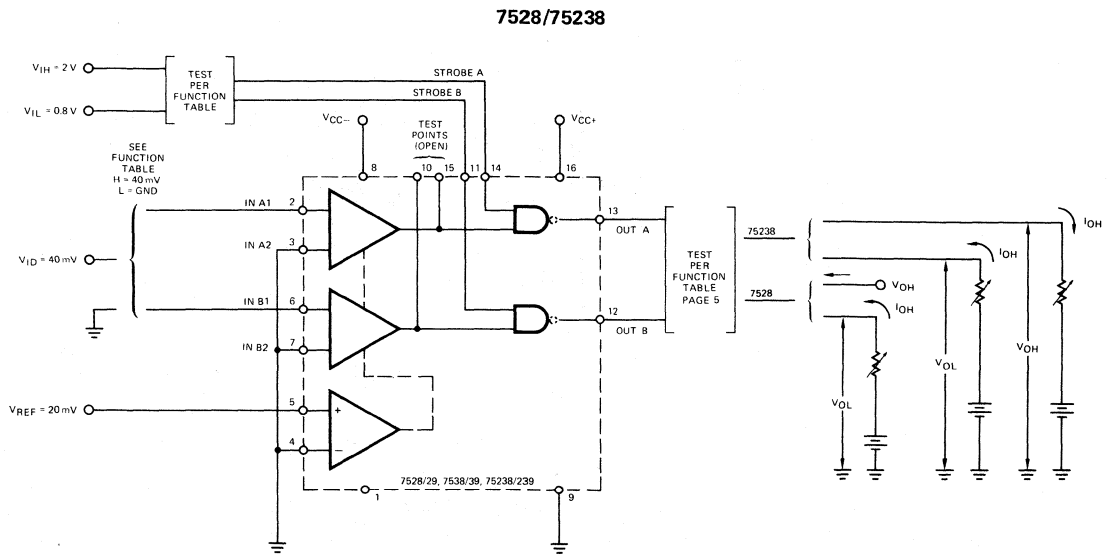 7528/75238
VIH = 2 V
VIL = 0.8 V
TEST
PER
FUNCTION
TABLE
STROBE A
STROBE B
VCC−
TEST
POINTS
(OPEN)
VCC+
8
10
15
11
14
16
SEE
FUNCTION
TABLE
H = 40 mV
L = GND
VID = 40 mV
IN A1
2
IN A2
3
IN B1
6
IN B2
7
VREF = 20 mV
5
+
4
−
13
OUT A
12
OUT B
TEST
PER
FUNCTION
TABLE
PAGE 5
75238
7528
IOH
IOH
VOH
IOH
VOL
VOL
VOH
7528/29, 7538/39, 75238/239
1
9